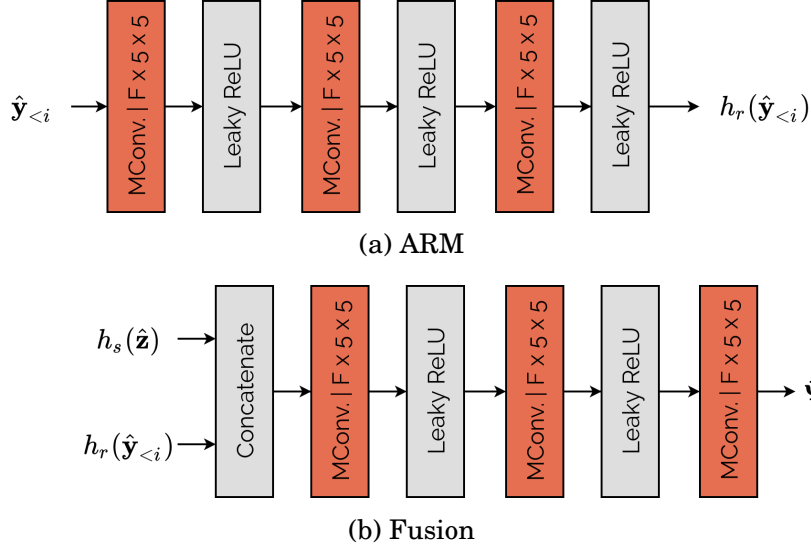 ŷ<i
MConv. | F x 5 x 5
Leaky ReLU
MConv. | F x 5 x 5
Leaky ReLU
MConv. | F x 5 x 5
Leaky ReLU
hr(ŷ<i)
(a) ARM
hs(ẑ)
hr(ŷ<i)
Concatenate
MConv. | F x 5 x 5
Leaky ReLU
MConv. | F x 5 x 5
Leaky ReLU
MConv. | F x 5 x 5
(b) Fusion